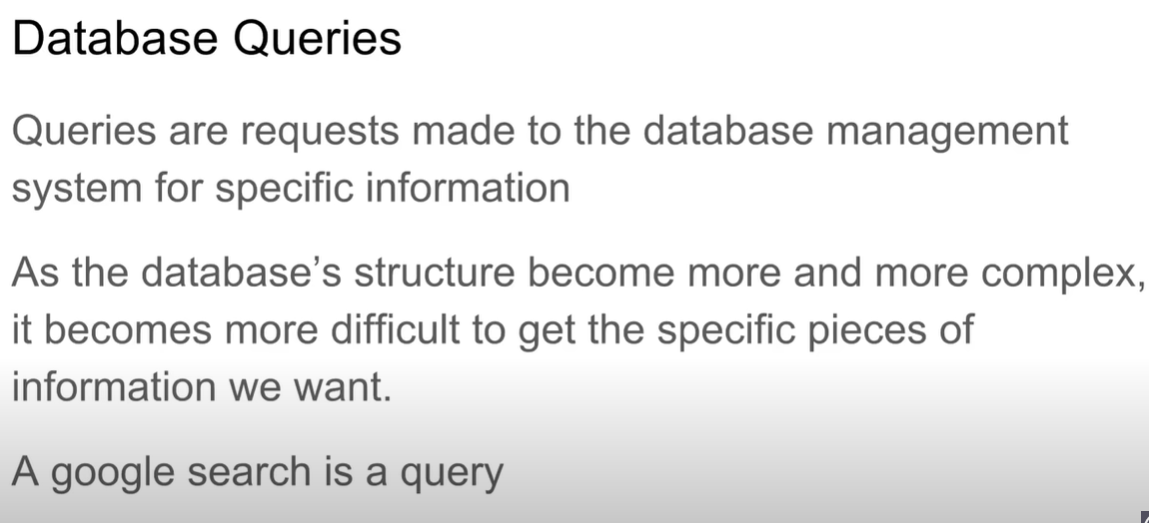 Database Queries
Queries are requests made to the database management
system for specific information
As the database’s structure become more and more complex,
it becomes more difficult to get the specific pieces of
information we want.
A google search is a query